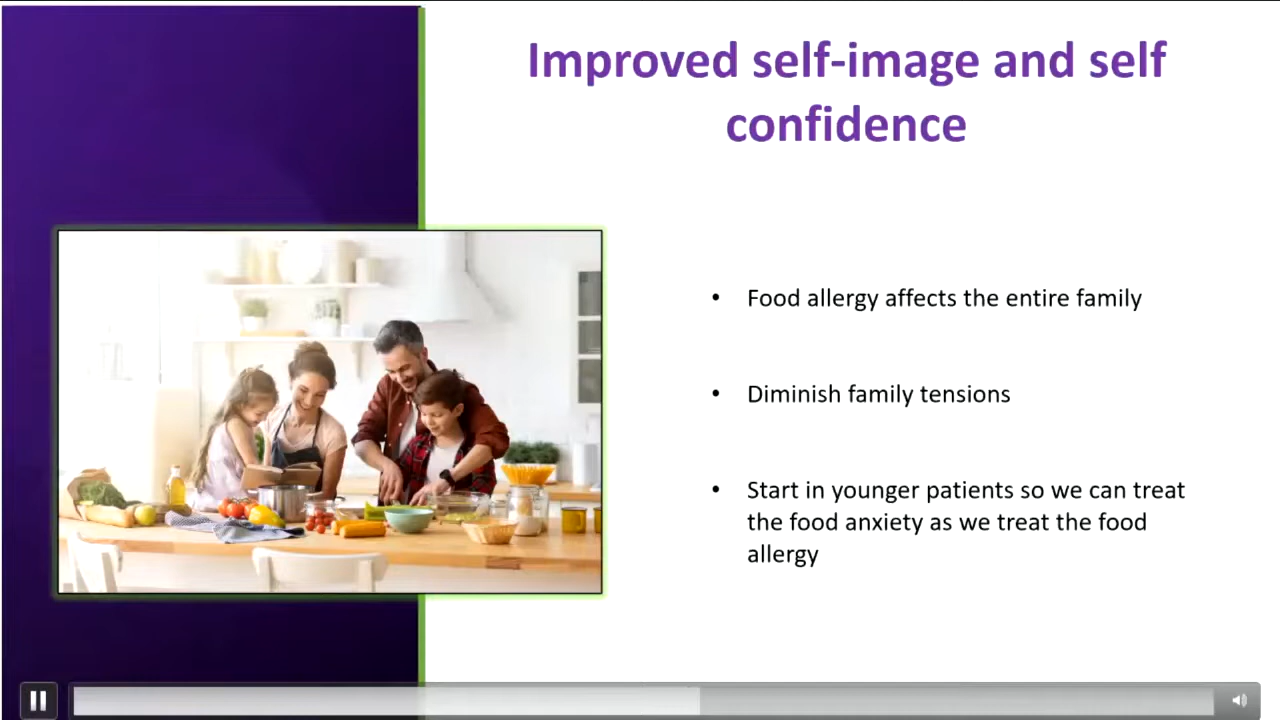 Improved self-image and self
confidence
• Food allergy affects the entire family
• Diminish family tensions
• Start in younger patients so we can treat
the food anxiety as we treat the food
allergy